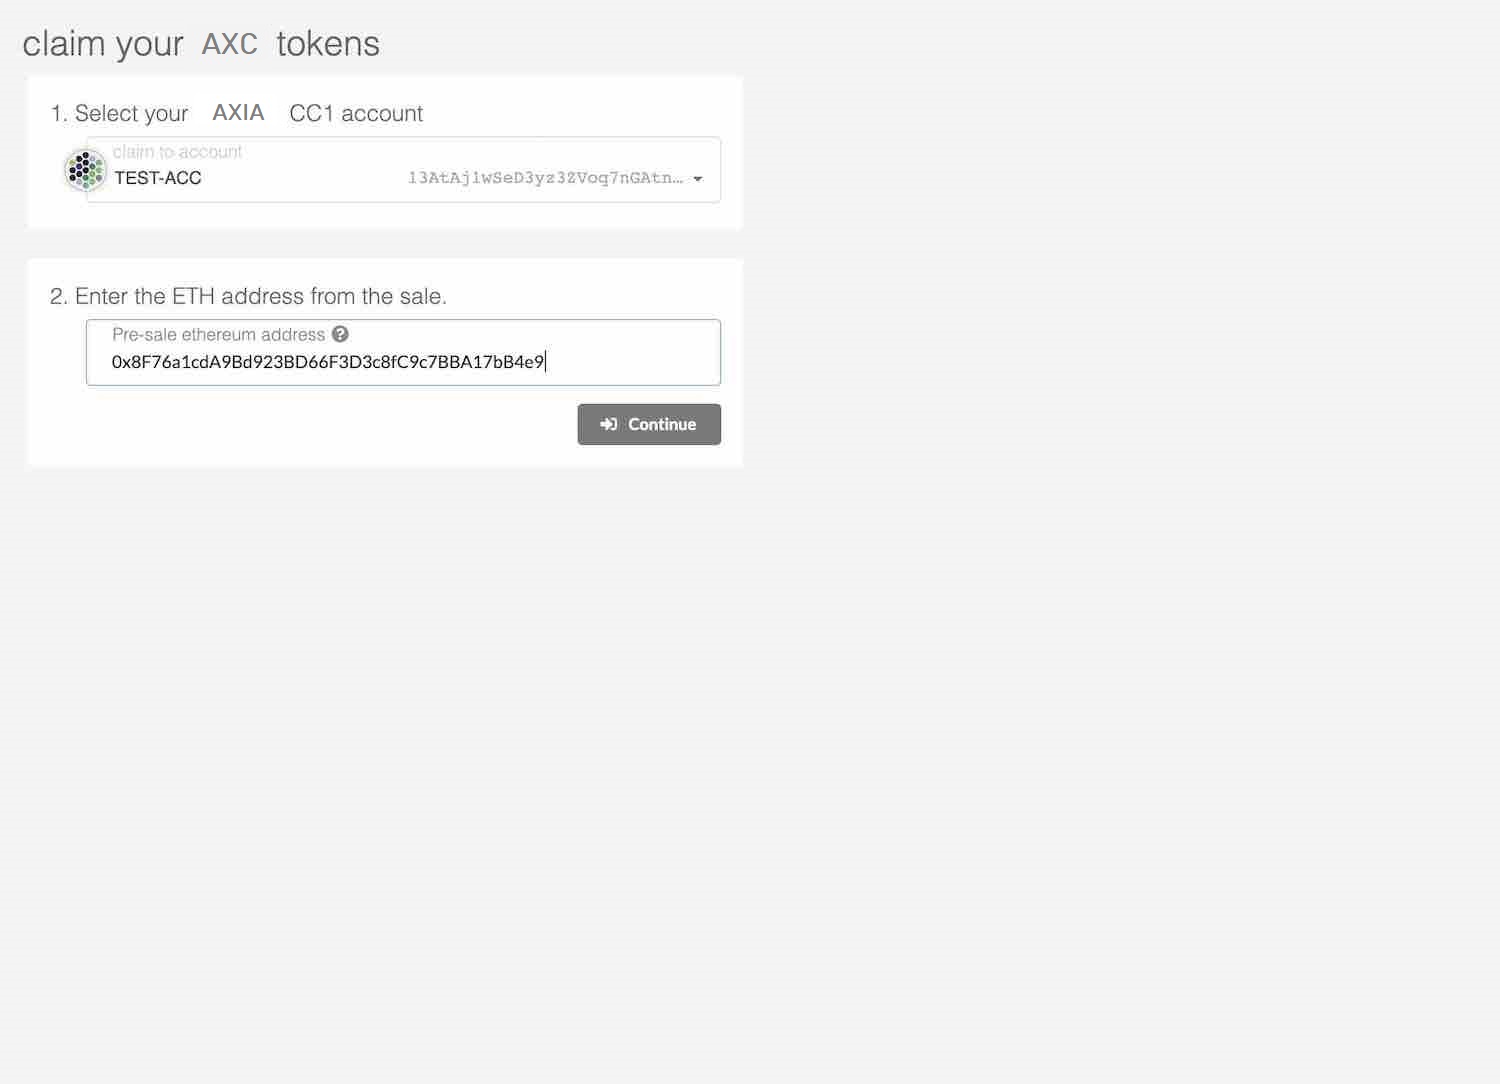 claim your AXC tokens
1. Select your AXIA CC1 account
claim to account
TEST-ACC 13AtAj1wSeD3yz3ZVoq7nGAtn…
2. Enter the ETH address from the sale.
Pre-sale ethereum address ?
0x8F76a1cdA9Bd923BD66F3D3c8fC9c7BBA17bB4e9
Continue